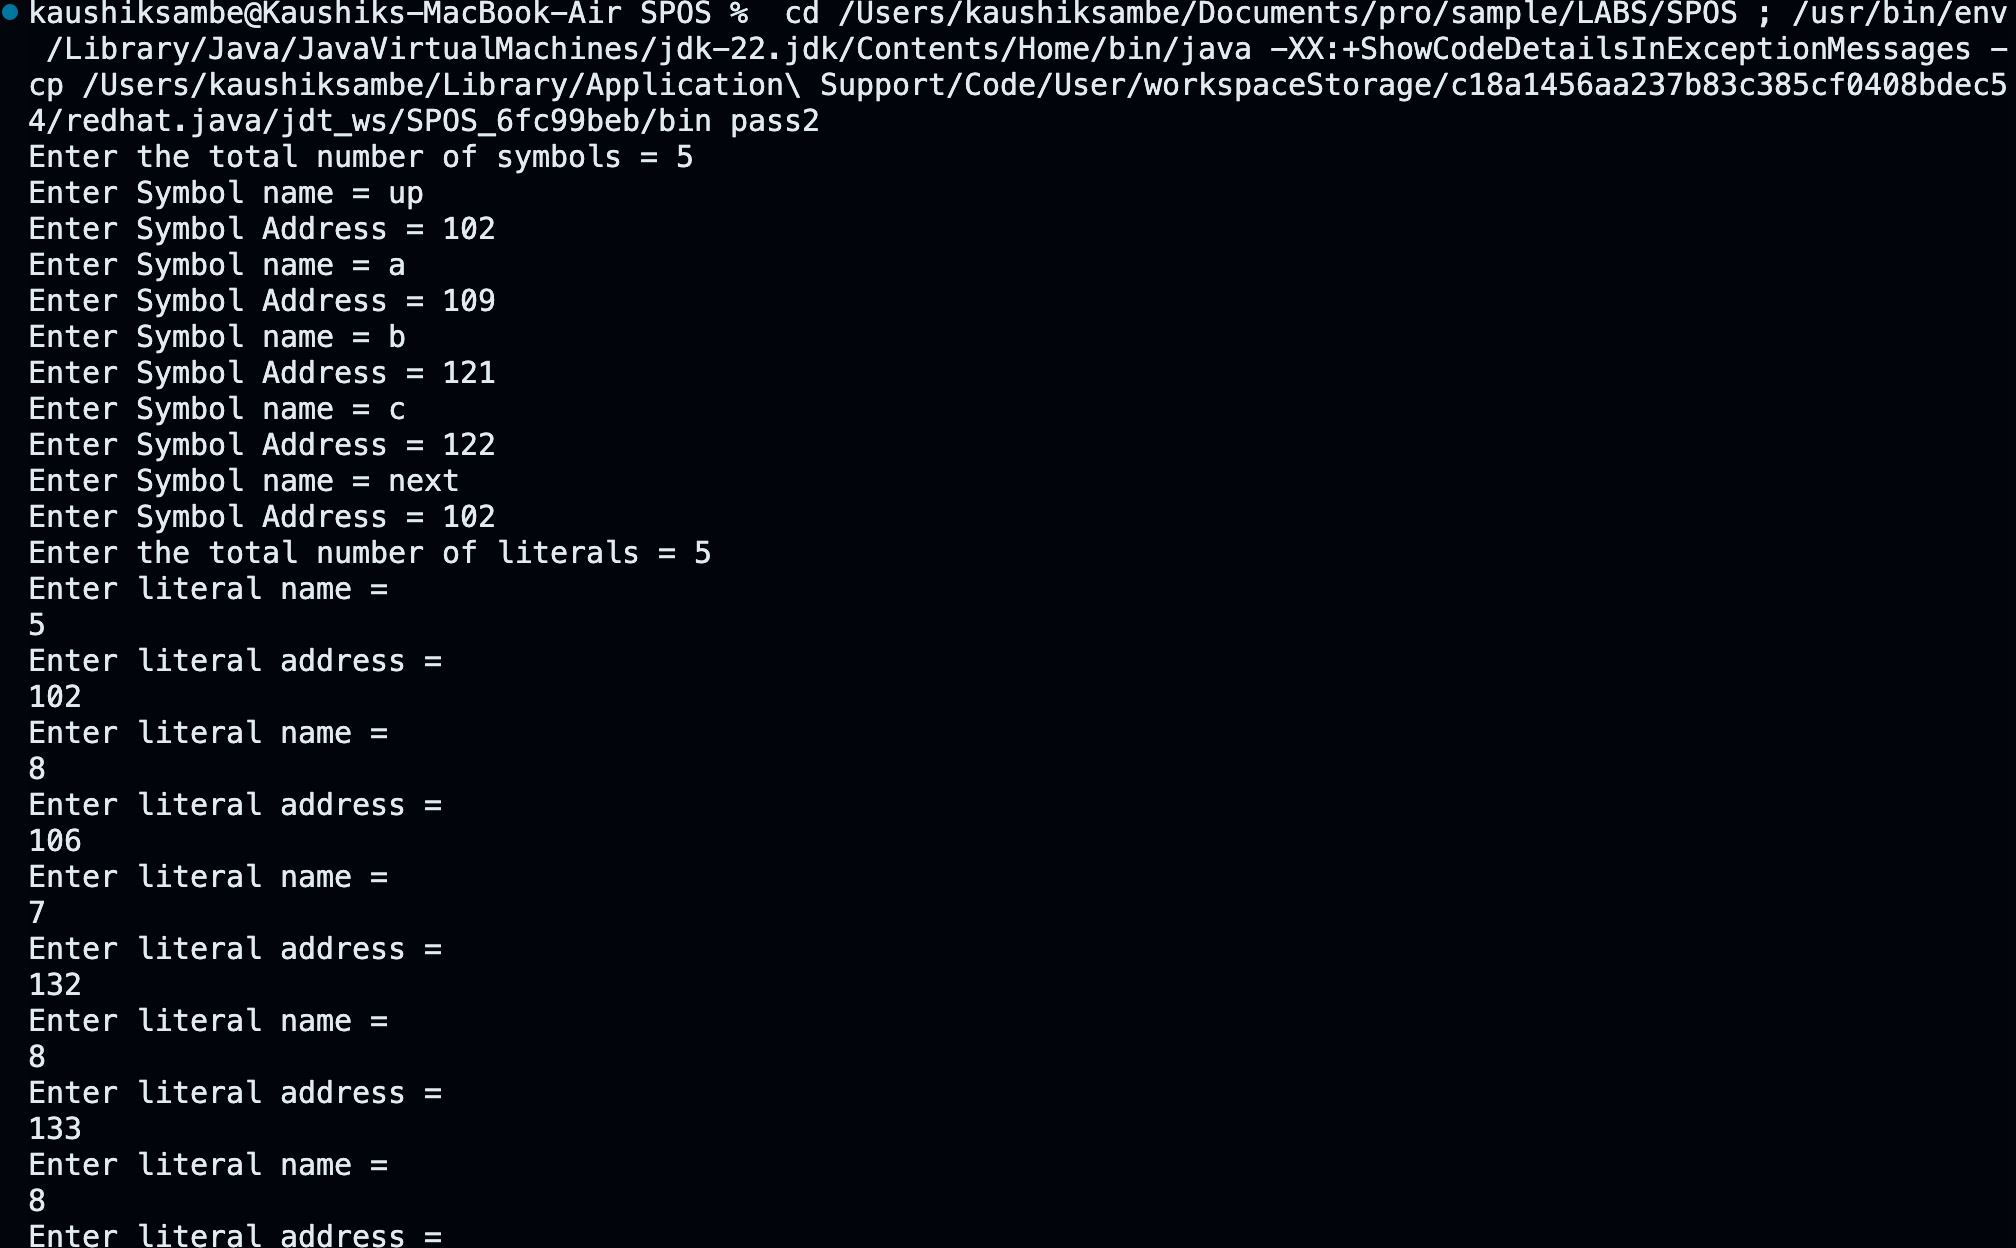 kaushiksambe@Kaushiks-MacBook-Air SPOS %  cd /Users/kaushiksambe/Documents/pro/sample/LABS/SPOS ; /usr/bin/env
 /Library/Java/JavaVirtualMachines/jdk-22.jdk/Contents/Home/bin/java -XX:+ShowCodeDetailsInExceptionMessages -
cp /Users/kaushiksambe/Library/Application\ Support/Code/User/workspaceStorage/c18a1456aa237b83c385cf0408bdec5
4/redhat.java/jdt_ws/SPOS_6fc99beb/bin pass2
Enter the total number of symbols = 5
Enter Symbol name = up
Enter Symbol Address = 102
Enter Symbol name = a
Enter Symbol Address = 109
Enter Symbol name = b
Enter Symbol Address = 121
Enter Symbol name = c
Enter Symbol Address = 122
Enter Symbol name = next
Enter Symbol Address = 102
Enter the total number of literals = 5
Enter literal name =
5
Enter literal address =
102
Enter literal name =
8
Enter literal address =
106
Enter literal name =
7
Enter literal address =
132
Enter literal name =
8
Enter literal address =
133
Enter literal name =
8
Enter literal address =